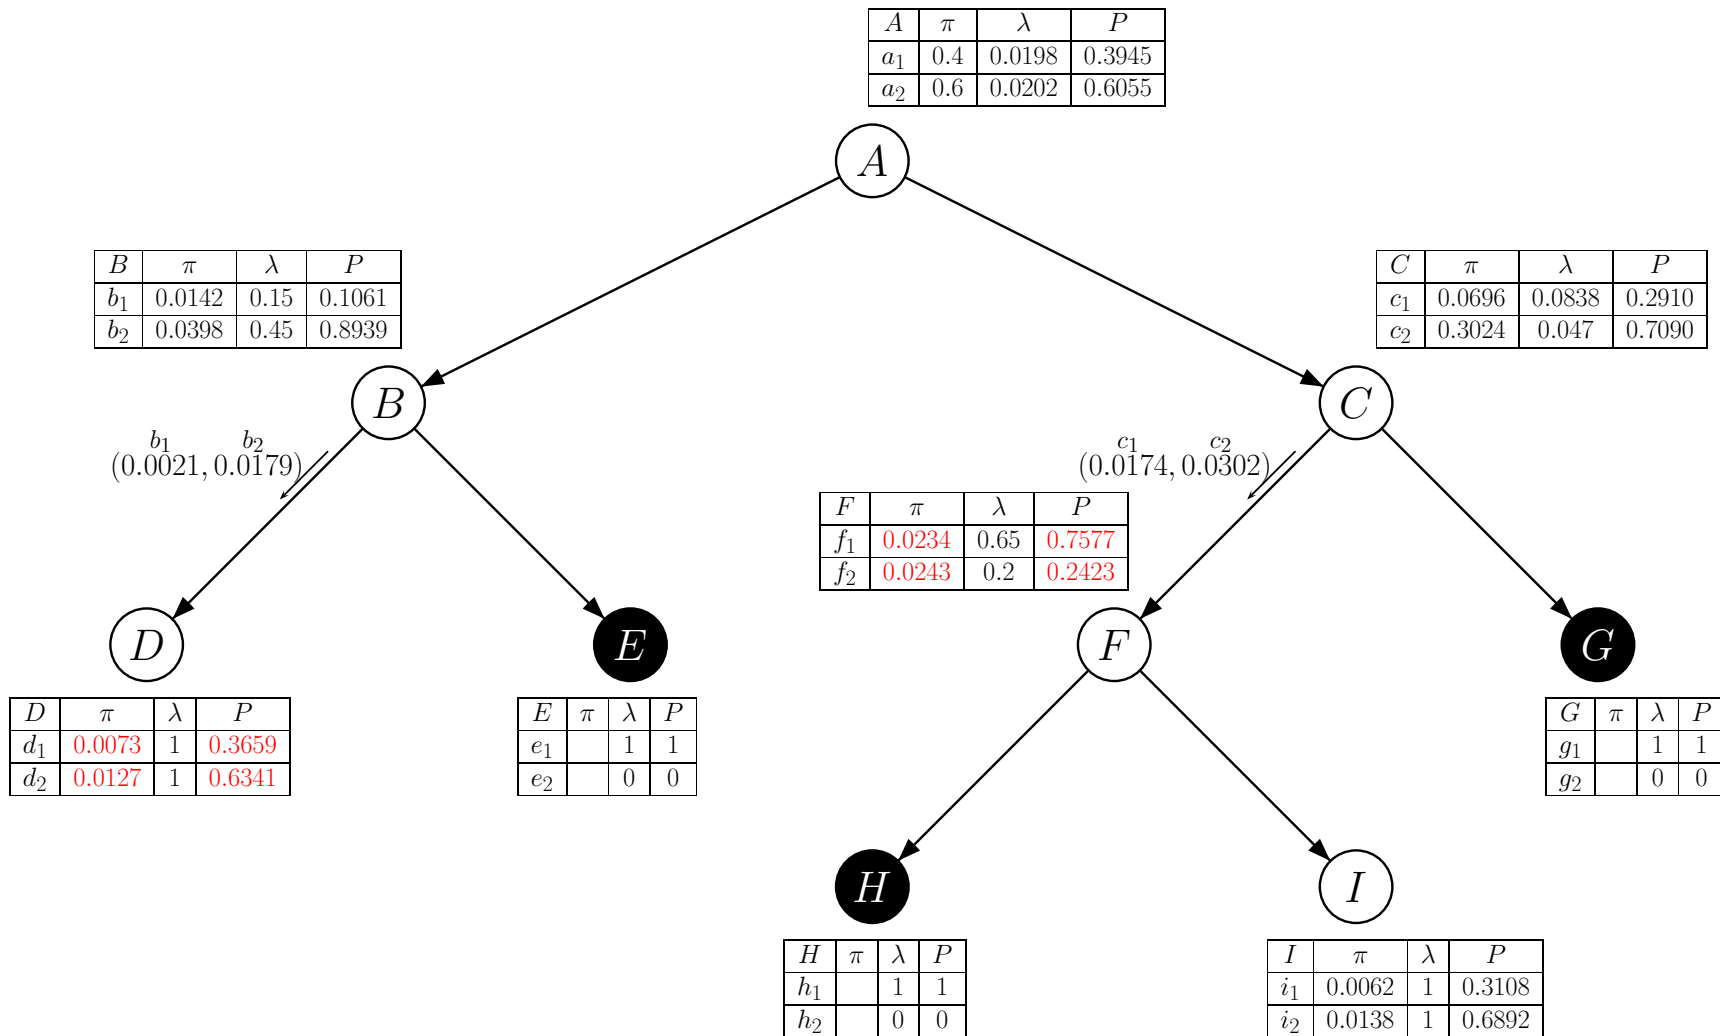 A π λ P
a₁ 0.4 0.0198 0.3945
a₂ 0.6 0.0202 0.6055
A
B π λ P
b₁ 0.0142 0.15 0.1061
b₂ 0.0398 0.45 0.8939
C π λ P
c₁ 0.0696 0.0838 0.2910
c₂ 0.3024 0.047 0.7090
B
C
b₁ b₂
(0.0021, 0.0179)
c₁ c₂
(0.0174, 0.0302)
F π λ P
f₁ 0.0234 0.65 0.7577
f₂ 0.0243 0.2 0.2423
D
E
F
G
D π λ P
d₁ 0.0073 1 0.3659
d₂ 0.0127 1 0.6341
E π λ P
e₁ 1 1
e₂ 0 0
G π λ P
g₁ 1 1
g₂ 0 0
H
I
H π λ P
h₁ 1 1
h₂ 0 0
I π λ P
i₁ 0.0062 1 0.3108
i₂ 0.0138 1 0.6892